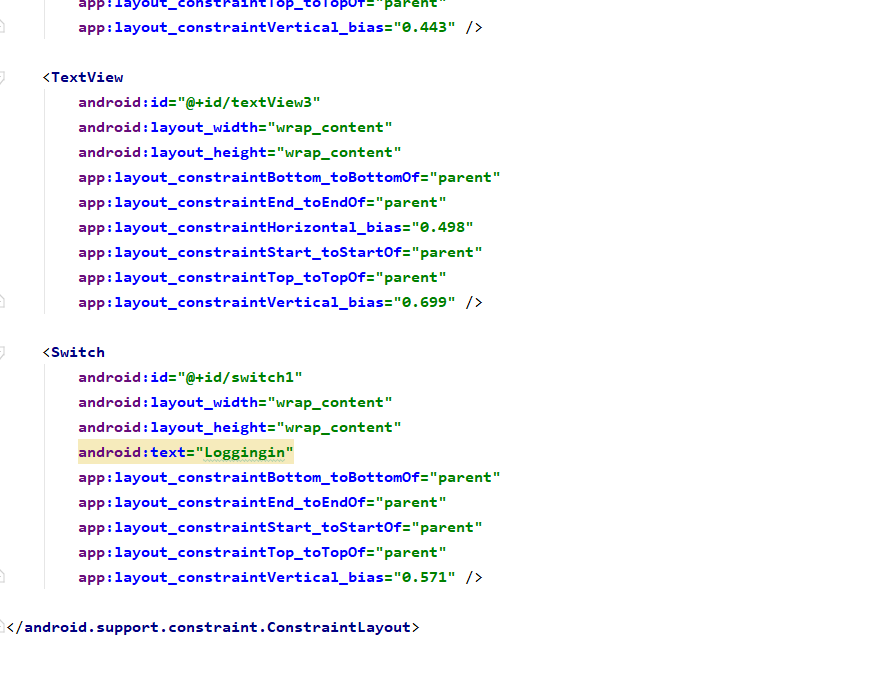 app:layout_constraintTop_toTopOf="parent"
app:layout_constraintVertical_bias="0.443" />
<TextView
android:id="@+id/textView3"
android:layout_width="wrap_content"
android:layout_height="wrap_content"
app:layout_constraintBottom_toBottomOf="parent"
app:layout_constraintEnd_toEndOf="parent"
app:layout_constraintHorizontal_bias="0.498"
app:layout_constraintStart_toStartOf="parent"
app:layout_constraintTop_toTopOf="parent"
app:layout_constraintVertical_bias="0.699" />
<Switch
android:id="@+id/switch1"
android:layout_width="wrap_content"
android:layout_height="wrap_content"
android:text="Loggingin"
app:layout_constraintBottom_toBottomOf="parent"
app:layout_constraintEnd_toEndOf="parent"
app:layout_constraintStart_toStartOf="parent"
app:layout_constraintTop_toTopOf="parent"
app:layout_constraintVertical_bias="0.571" />
</android.support.constraint.ConstraintLayout>